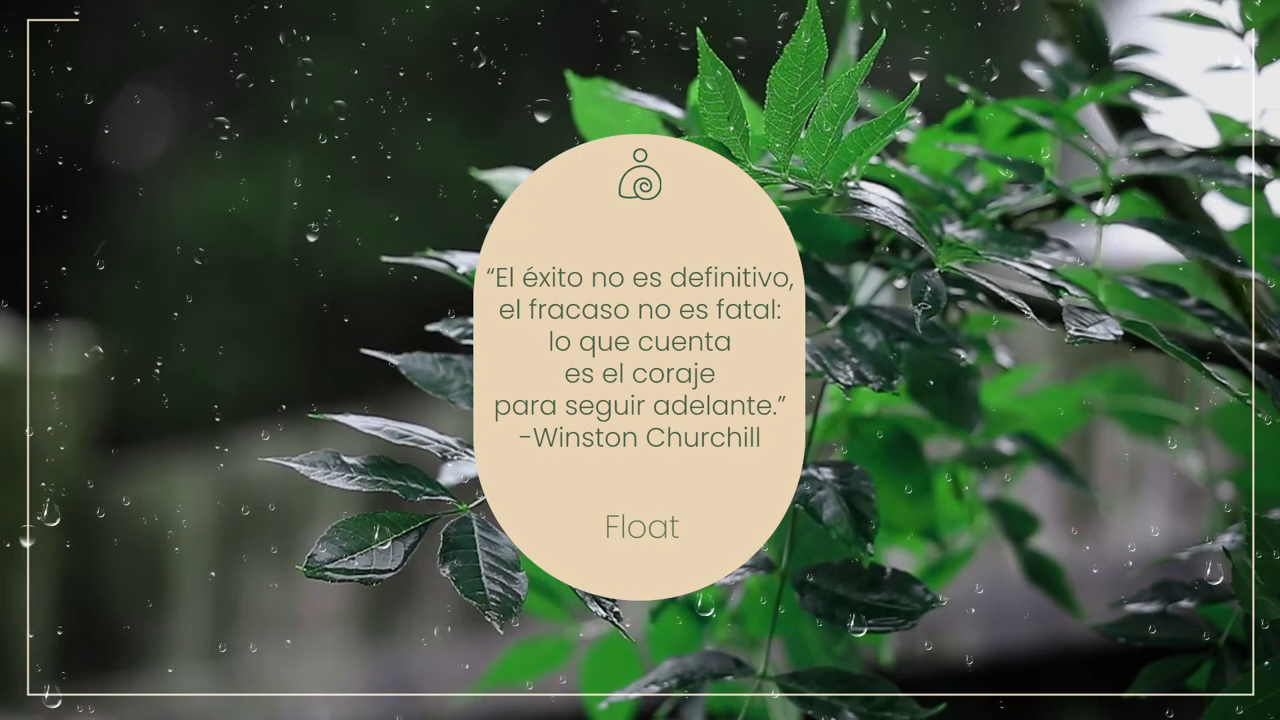 “El éxito no es definitivo,
el fracaso no es fatal:
lo que cuenta
es el coraje
para seguir adelante.”
-Winston Churchill
Float